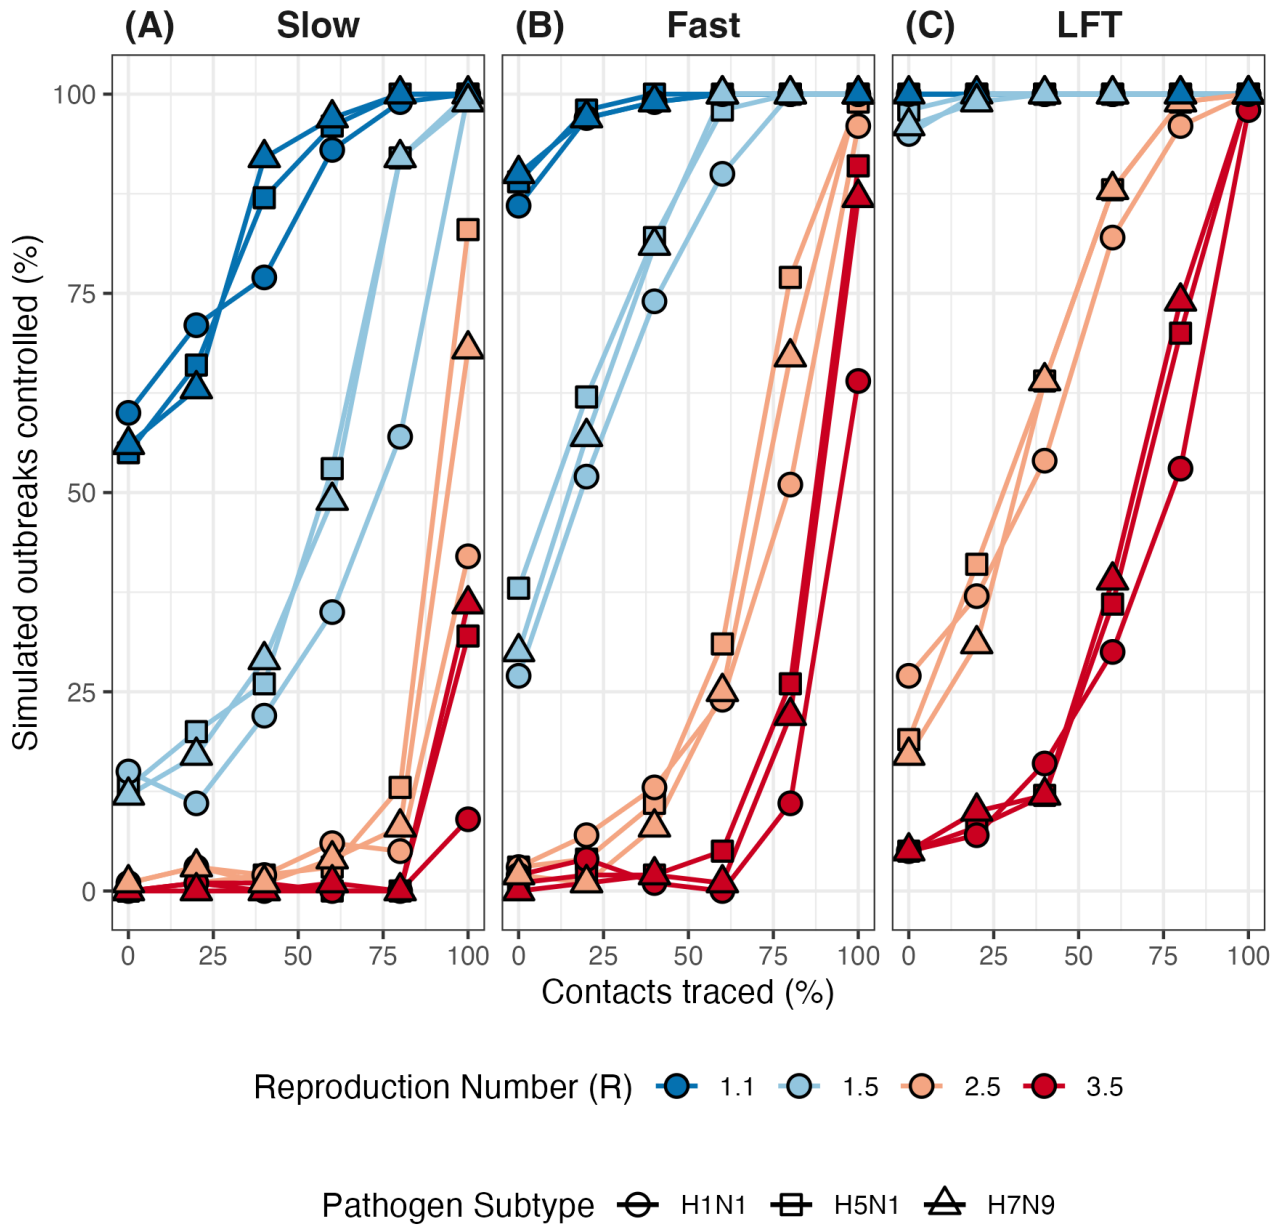 (A) Slow (B) Fast (C) LFT
Simulated outbreaks controlled (%)
100
75
50
25
0
0 25 50 75 100 0 25 50 75 100 0 25 50 75 100
Contacts traced (%)
Reproduction Number (R) 1.1 1.5 2.5 3.5
Pathogen Subtype H1N1 H5N1 H7N9